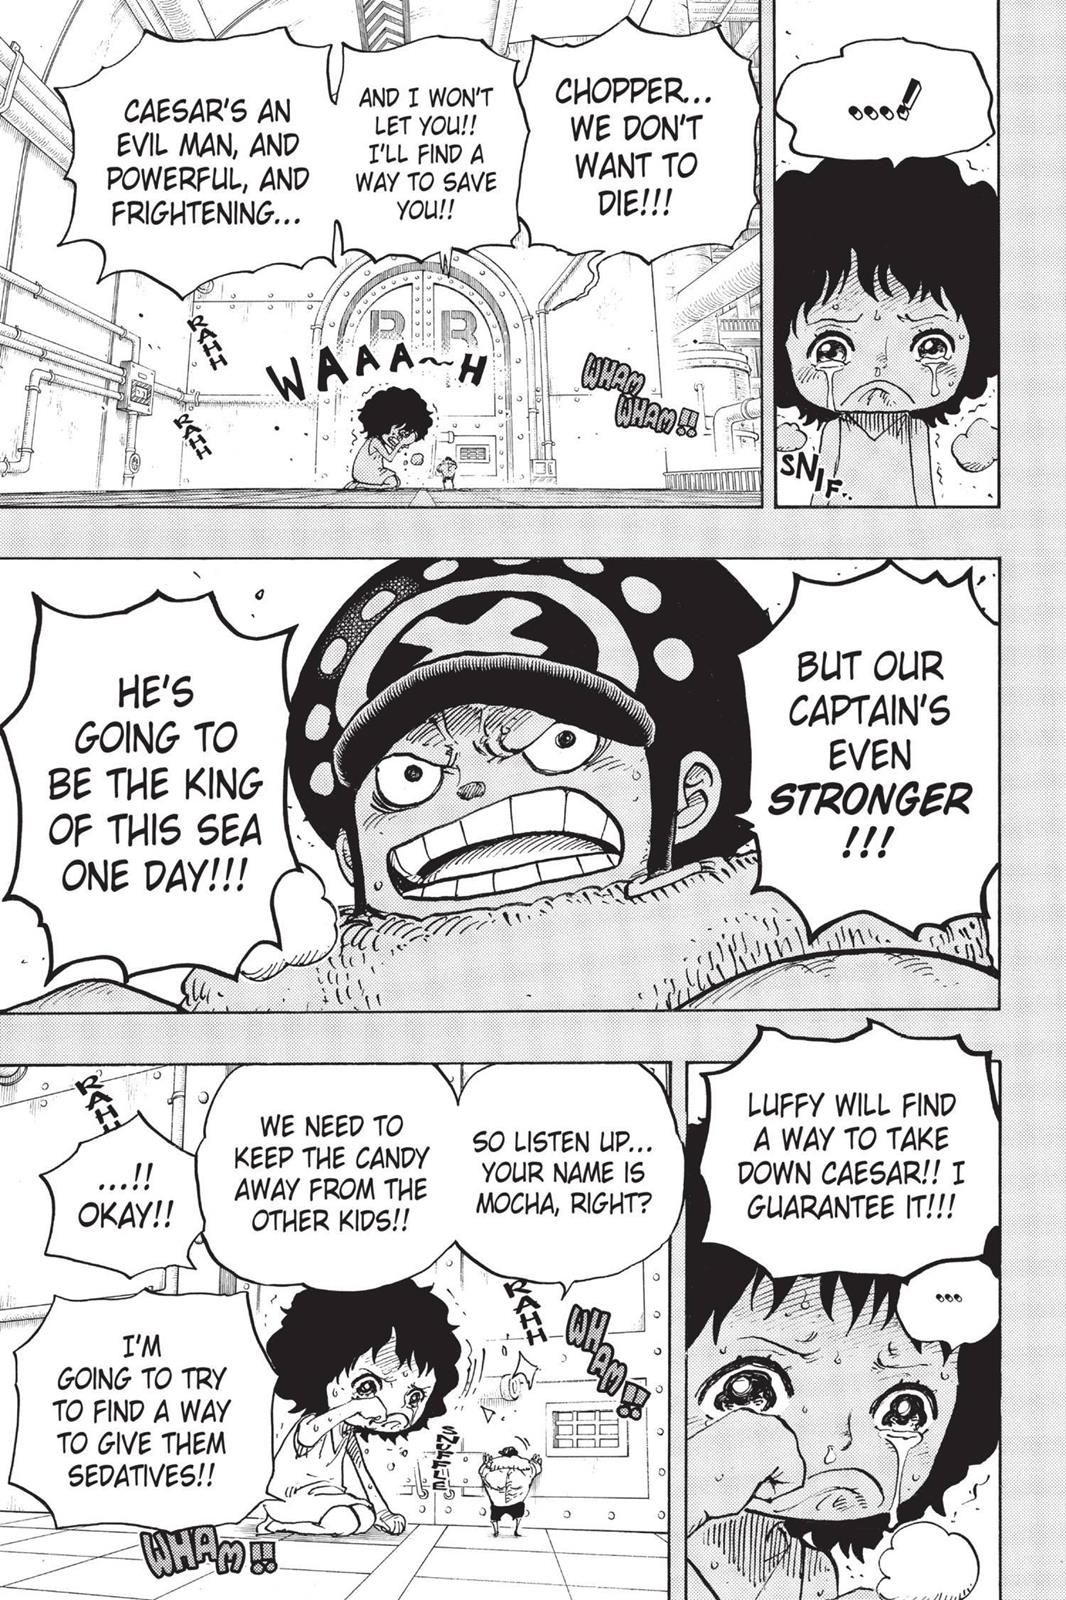 ....!
SNIF..
CHOPPER...
WE DON'T
WANT TO
DIE!!!
AND I WON'T
LET YOU!!
I'LL FIND A
WAY TO SAVE
YOU!!
CAESAR'S AN
EVIL MAN, AND
POWERFUL, AND
FRIGHTENING...
RAHH
RAHH
WAAA~H
WHAM
WHAM!!
R R
BUT OUR
CAPTAIN'S
EVEN
STRONGER
!!!
HE'S
GOING TO
BE THE KING
OF THIS SEA
ONE DAY!!!
LUFFY WILL FIND
A WAY TO TAKE
DOWN CAESAR!! I
GUARANTEE IT!!!
...
SO LISTEN UP...
YOUR NAME IS
MOCHA, RIGHT?
WE NEED TO
KEEP THE CANDY
AWAY FROM THE
OTHER KIDS!!
RAHH
...!!
OKAY!!
RAHH
WHAM!!
I'M
GOING TO TRY
TO FIND A WAY
TO GIVE THEM
SEDATIVES!!
SNUFFLE
WHAM!!